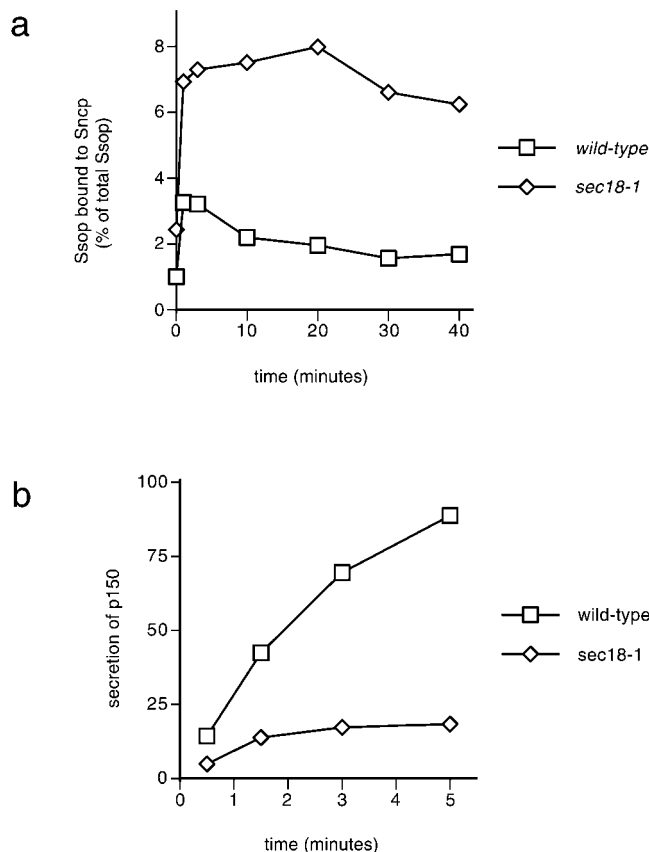 a
Ssop bound to Sncp
(% of total Ssop)
8
6
4
2
0
0 10 20 30 40
time (minutes)
wild-type
sec18-1
b
secretion of p150
100
75
50
25
0
0 1 2 3 4 5
time (minutes)
wild-type
sec18-1